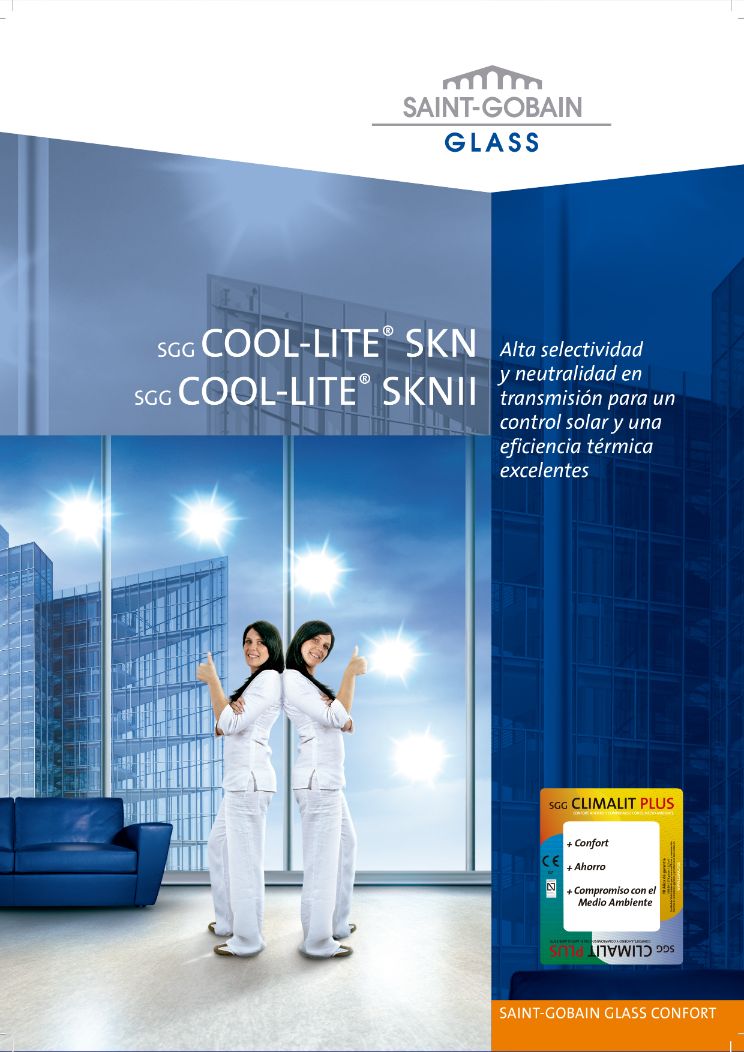 SAINT-GOBAIN
GLASS
SGG COOL-LITE® SKN
SGG COOL-LITE® SKNII
Alta selectividad
y neutralidad en
transmisión para un
control solar y una
eficiencia térmica
excelentes
SGG CLIMALIT PLUS
+ Confort
+ Ahorro
+ Compromiso con el
Medio Ambiente
CE
SGG CLIMALIT PLUS
SAINT-GOBAIN GLASS CONFORT